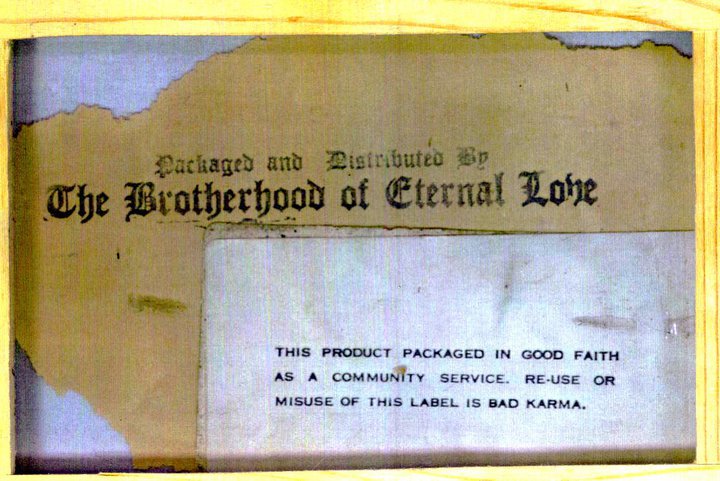 Packaged and Distributed By
The Brotherhood of Eternal Love
THIS PRODUCT PACKAGED IN GOOD FAITH
AS A COMMUNITY SERVICE. RE-USE OR
MISUSE OF THIS LABEL IS BAD KARMA.